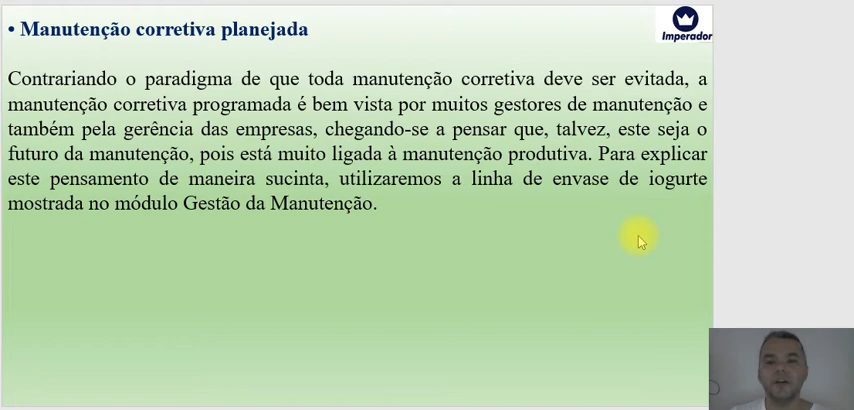 • Manutenção corretiva planejada
Imperador
Contrariando o paradigma de que toda manutenção corretiva deve ser evitada, a
manutenção corretiva programada é bem vista por muitos gestores de manutenção e
também pela gerência das empresas, chegando-se a pensar que, talvez, este seja o
futuro da manutenção, pois está muito ligada à manutenção produtiva. Para explicar
este pensamento de maneira sucinta, utilizaremos a linha de envase de iogurte
mostrada no módulo Gestão da Manutenção.